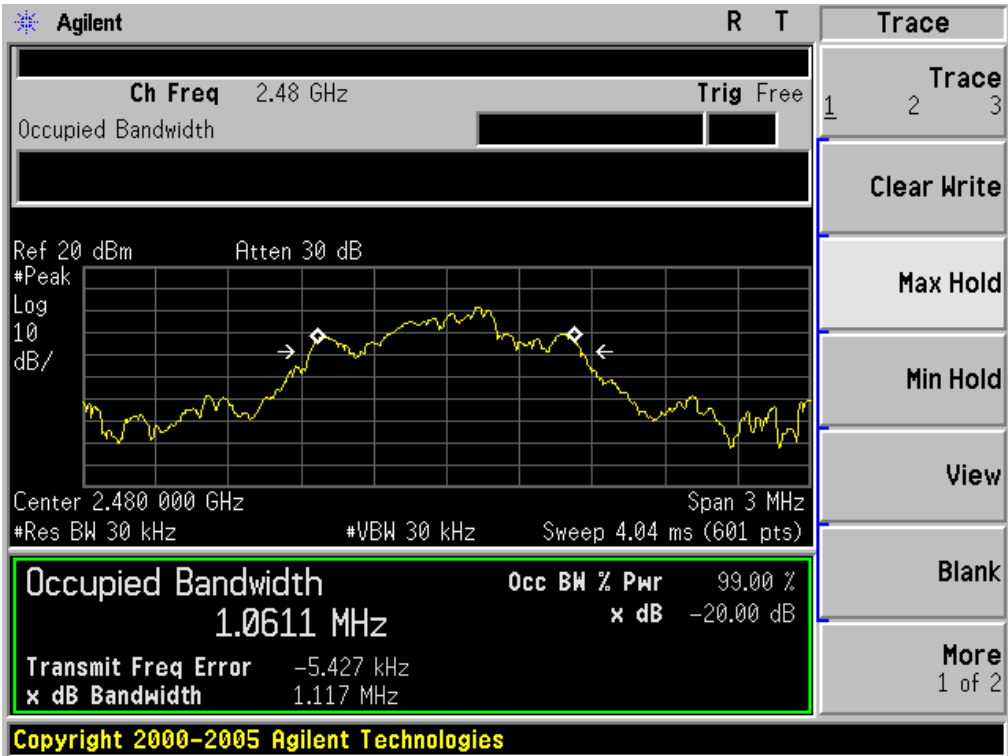 Agilent R T
Ch Freq 2.48 GHz Trig Free
Occupied Bandwidth
Ref 20 dBm Atten 30 dB
#Peak
Log
10
dB/
Center 2.480 000 GHz Span 3 MHz
#Res BW 30 kHz #VBW 30 kHz Sweep 4.04 ms (601 pts)
Occupied Bandwidth
1.0611 MHz
Occ BW % Pwr 99.00 %
x dB -20.00 dB
Transmit Freq Error -5.427 kHz
x dB Bandwidth 1.117 MHz
Copyright 2000-2005 Agilent Technologies
Trace
Trace
1 2 3
Clear Write
Max Hold
Min Hold
View
Blank
More
1 of 2